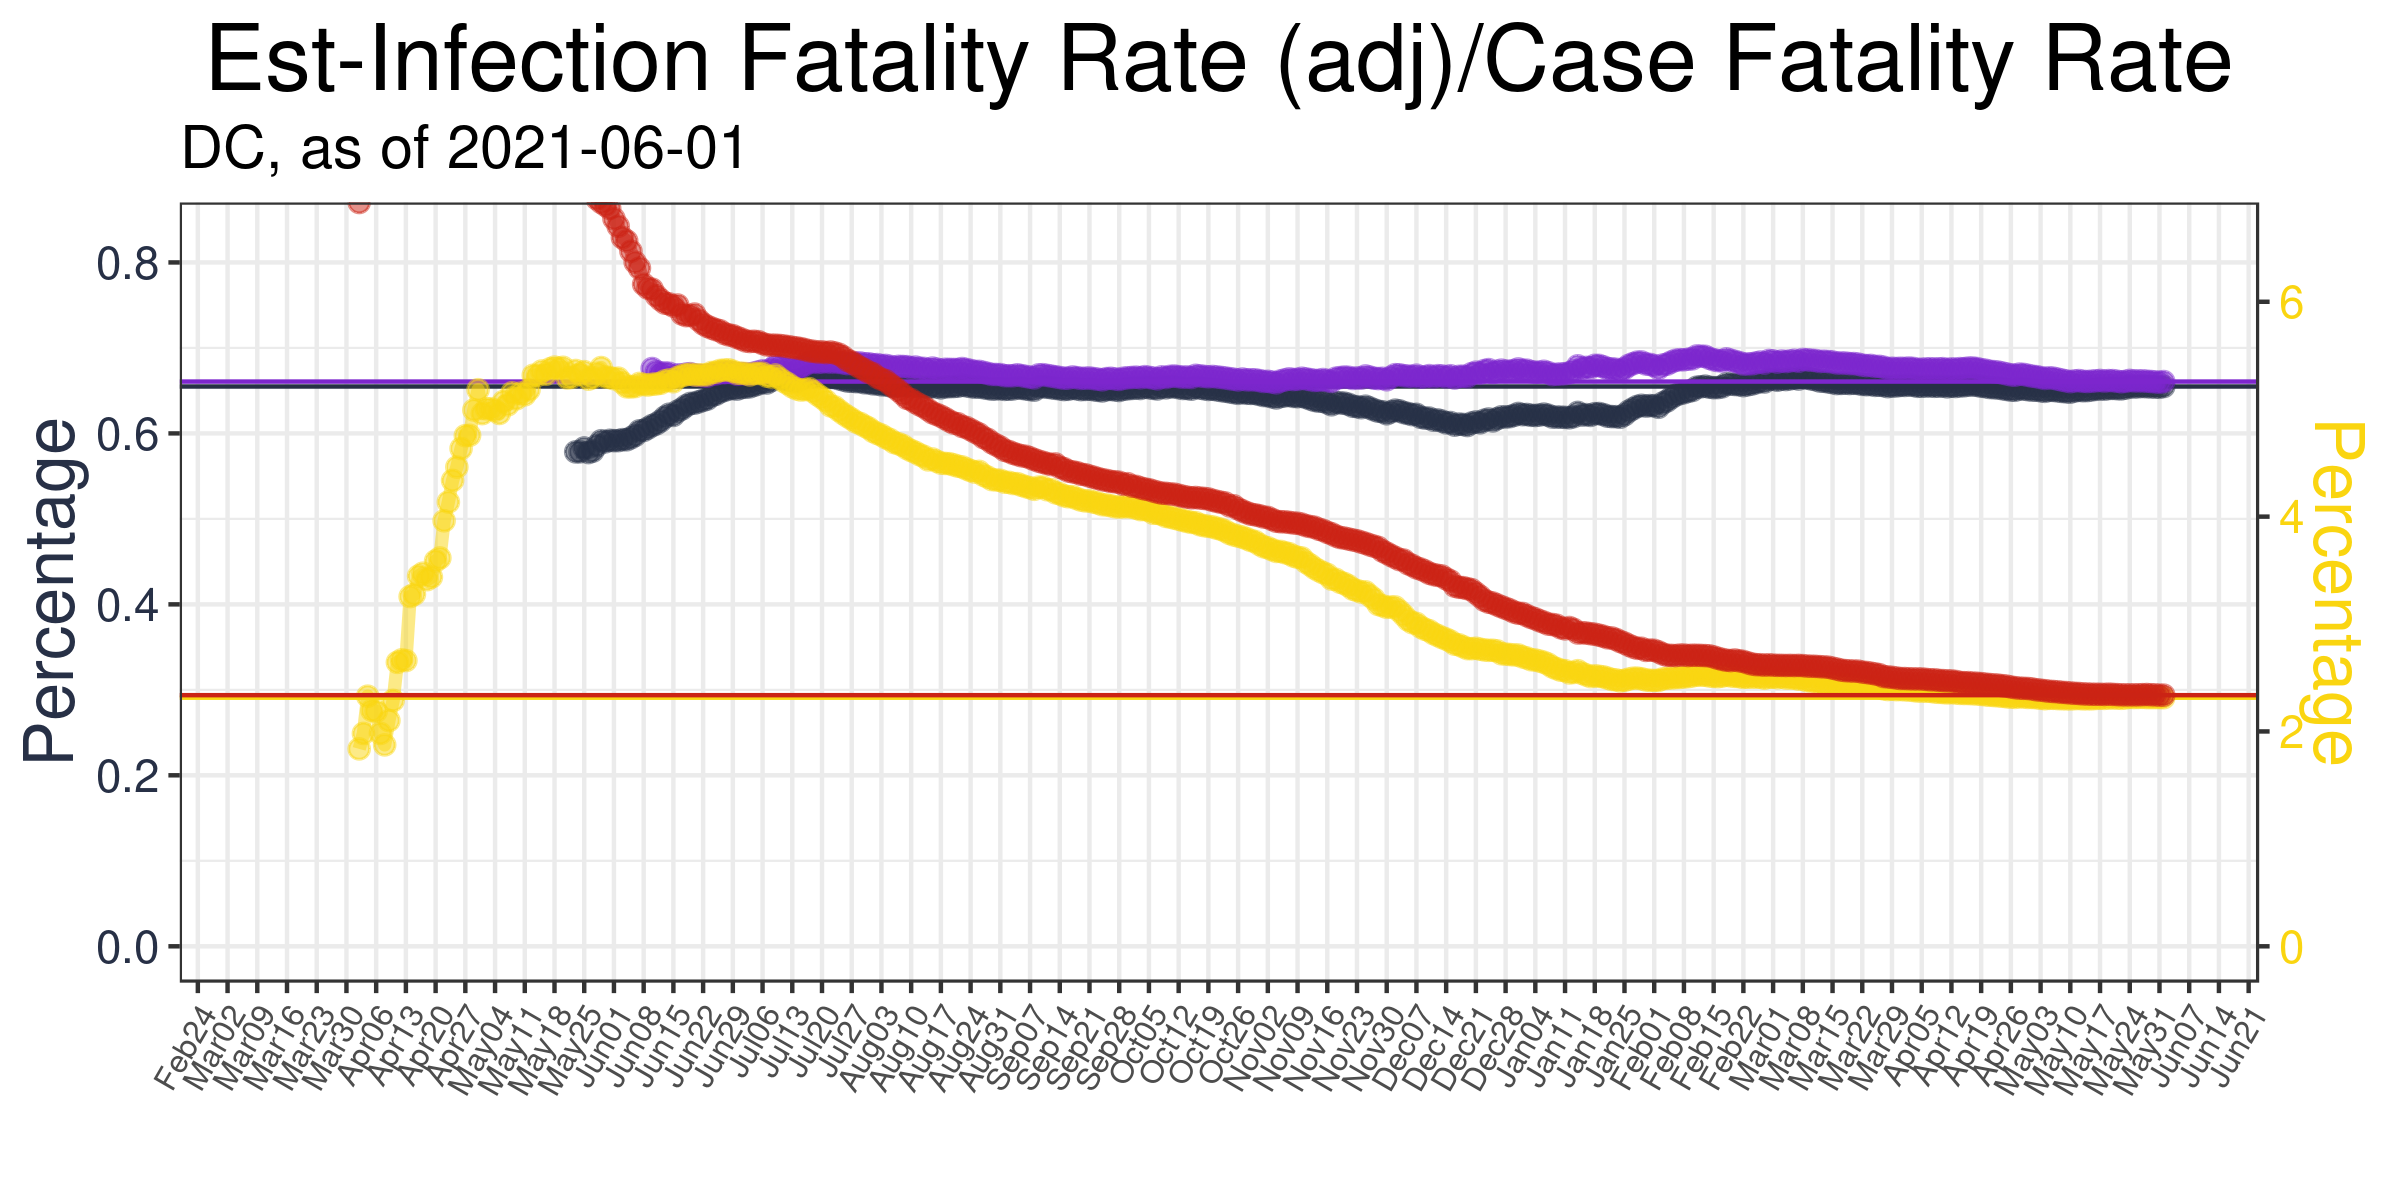 Est-Infection Fatality Rate (adj)/Case Fatality Rate
DC, as of 2021-06-01
Percentage
0.8
0.6
0.4
0.2
0.0
6
4
2
0
Percentage
Feb24
Mar02
Mar09
Mar16
Mar23
Mar30
Apr06
Apr13
Apr20
Apr27
May04
May11
May18
May25
Jun01
Jun08
Jun15
Jun22
Jun29
Jul06
Jul13
Jul20
Jul27
Aug03
Aug10
Aug17
Aug24
Aug31
Sep07
Sep14
Sep21
Sep28
Oct05
Oct12
Oct19
Oct26
Nov02
Nov09
Nov16
Nov23
Nov30
Dec07
Dec14
Dec21
Dec28
Jan04
Jan11
Jan18
Jan25
Feb01
Feb08
Feb15
Feb22
Mar01
Mar08
Mar15
Mar22
Mar29
Apr05
Apr12
Apr19
Apr26
May03
May10
May17
May24
May31
Jun07
Jun14
Jun21